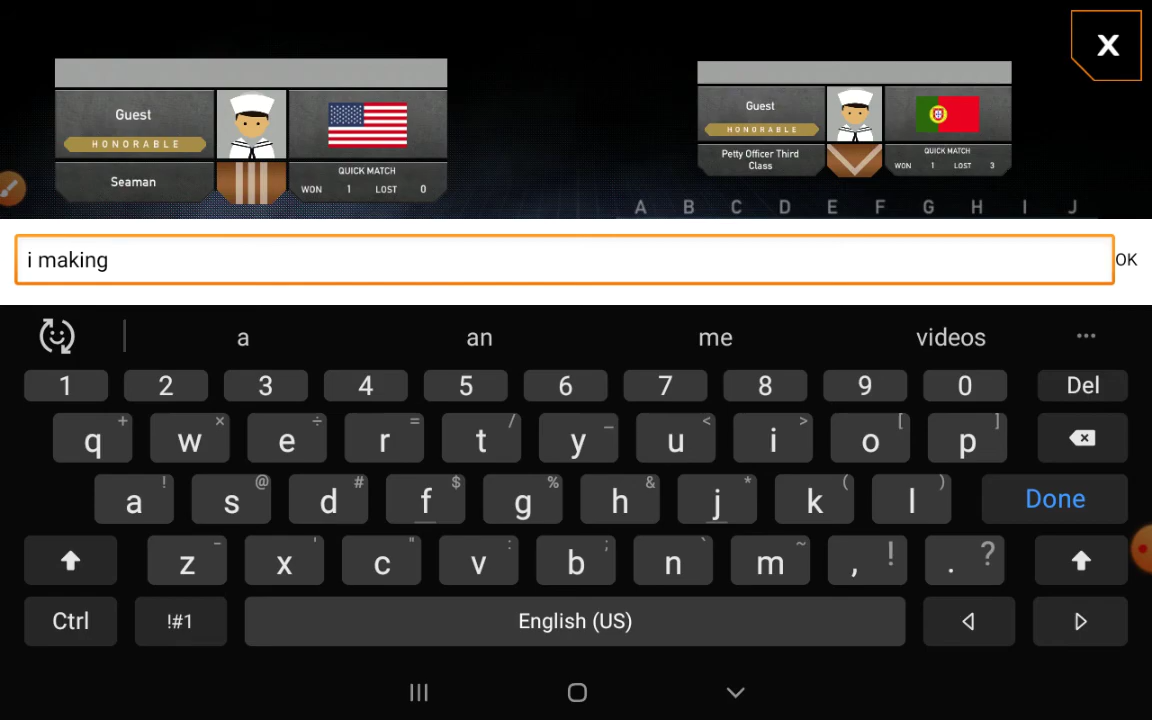 X
Guest
HONORABLE
Seaman
QUICK MATCH
WON 1 LOST 0
Guest
HONORABLE
Petty Officer Third
Class
QUICK MATCH
WON 1 LOST 3
A B C D E F G H I J
i making
OK
a an me videos ...
1 2 3 4 5 6 7 8 9 0 Del
q + w × e ÷ r = t / y _ u < i > o [ p ]
a ! s @ d # f $ g % h & j * k ( l ) Done
z - x ' c " v : b ; n ` m ~ , ! . ?
Ctrl !#1 English (US)